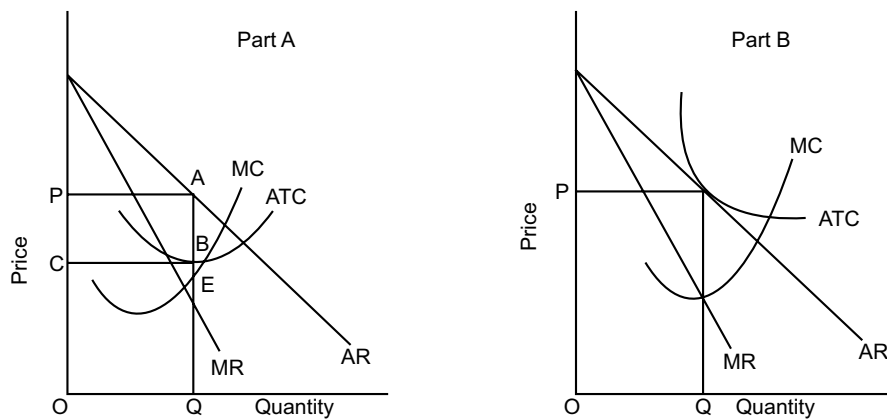 Part A
MC
A
P
ATC
B
C
E
Price
MR
AR
O
Q
Quantity
Part B
MC
P
ATC
Price
MR
AR
O
Q
Quantity